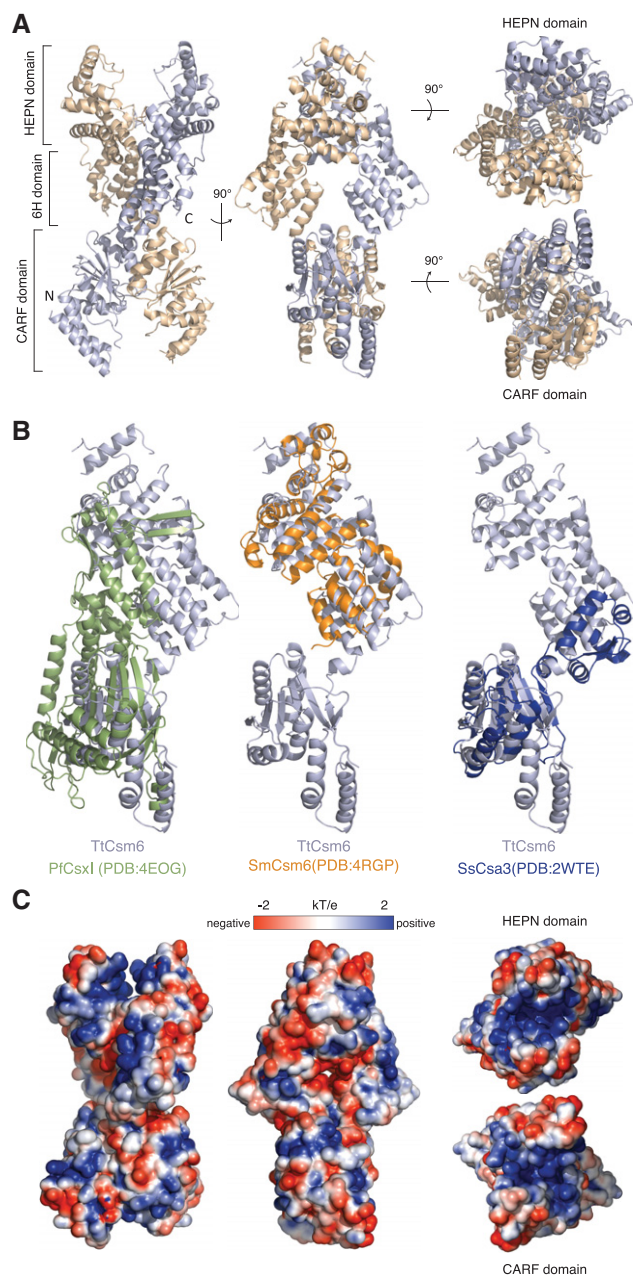 A
HEPN domain
6H domain
CARF domain
N
C
90°
90°
90°
HEPN domain
CARF domain
B
TtCsm6
PfCsxI (PDB:4EOG)
TtCsm6
SmCsm6(PDB:4RGP)
TtCsm6
SsCsa3(PDB:2WTE)
C
-2 kT/e 2
negative positive
HEPN domain
CARF domain